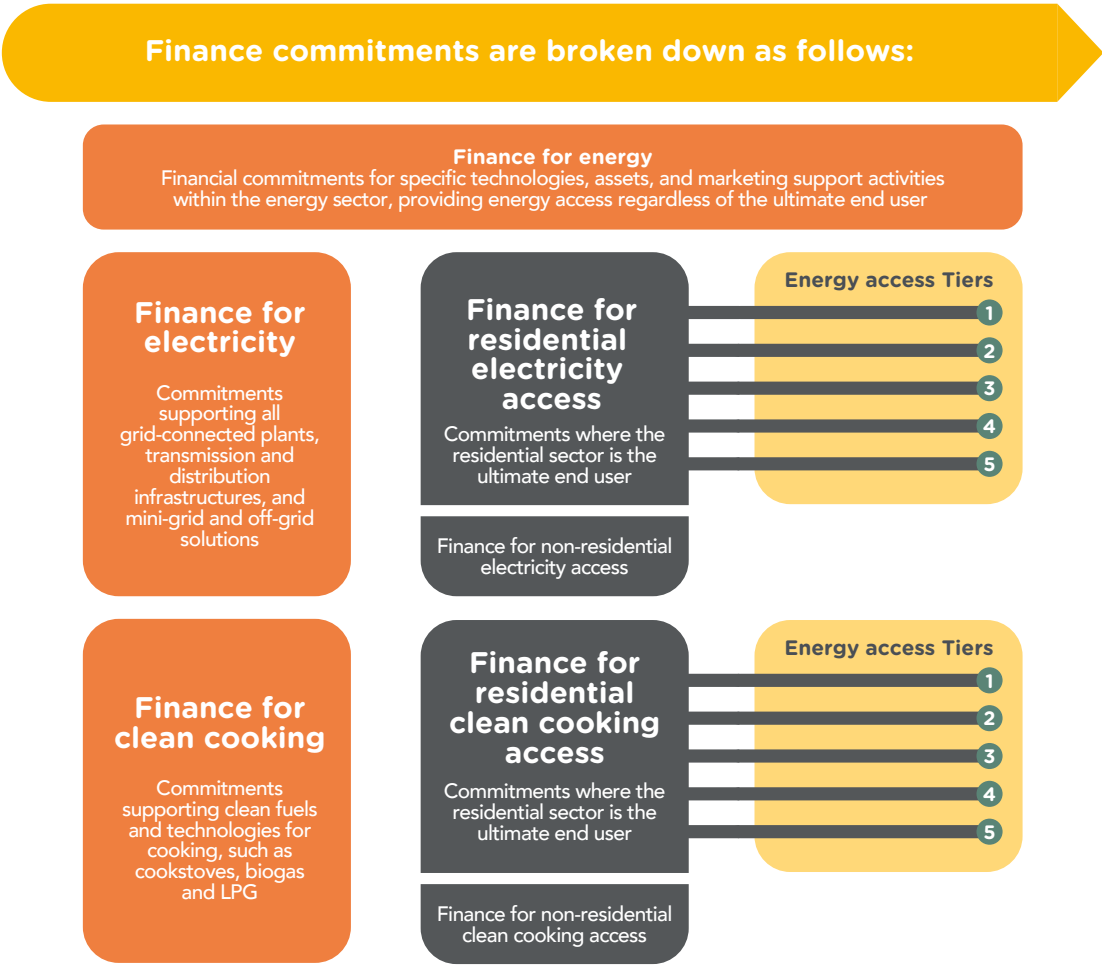 Finance commitments are broken down as follows:
Finance for energy
Financial commitments for specific technologies, assets, and marketing support activities
within the energy sector, providing energy access regardless of the ultimate end user
Finance for
electricity
Commitments
supporting all
grid-connected plants,
transmission and
distribution
infrastructures, and
mini-grid and off-grid
solutions
Finance for
residential
electricity
access
Commitments where the
residential sector is the
ultimate end user
Finance for non-residential
electricity access
Energy access Tiers
1
2
3
4
5
Finance for
clean cooking
Commitments
supporting clean fuels
and technologies for
cooking, such as
cookstoves, biogas
and LPG
Finance for
residential
clean cooking
access
Commitments where the
residential sector is the
ultimate end user
Finance for non-residential
clean cooking access
Energy access Tiers
1
2
3
4
5